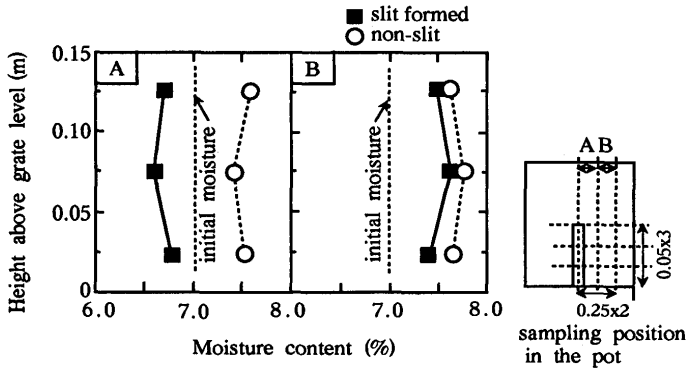 slit formed
non-slit
Height above grate level (m)
0.15
0.10
0.05
0
A
initial moisture
B
initial moisture
6.0
7.0
8.0
7.0
8.0
Moisture content (%)
A B
0.05x3
0.25x2
sampling position
in the pot